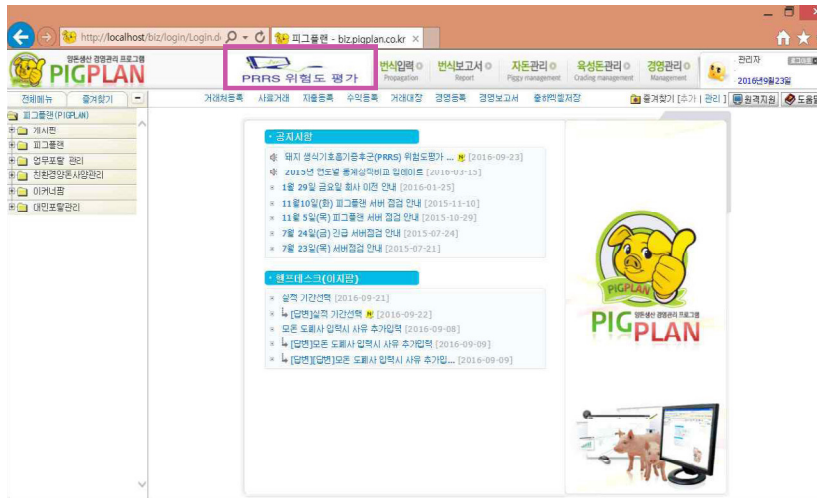 http://localhost/biz/login/Login.d
피그플랜 - biz.pigplan.co.kr
양돈생산 경영관리 프로그램
PIGPLAN
PRRS 위험도 평가
번식입력
Propagation
번식보고서
Report
자돈관리
Piggy management
육성돈관리
Grading management
경영관리
Management
관리자
2016년9월23일
전체메뉴
즐겨찾기
거래처등록 사료거래 지출등록 수익등록 거래대장 경영등록 경영보고서 출하엑셀저장
즐겨찾기 [추가 | 관리 ]
원격지원
도움말
피그플랜(PIGPLAN)
게시판
피그플랜
업무포탈 관리
친환경양돈사양관리
이커너팜
대민포탈관리
공지사항
돼지 생식기호흡기증후군(PRRS) 위험도평가 ... [2016-09-23]
2015년 연도별 통계성적비교 업데이트 [2016-03-15]
1월 29일 금요일 회사 이전 안내 [2016-01-25]
11월10일(화) 피그플랜 서버 점검 안내 [2015-11-10]
11월 5일(목) 피그플랜 서버 점검 안내 [2015-10-29]
7월 24일(금) 긴급 서버점검 안내 [2015-07-24]
7월 23일(목) 서버점검 안내 [2015-07-21]
헬프데스크(이지팜)
실적 기간선택 [2016-09-21]
[답변]실적 기간선택 [2016-09-22]
모돈 도폐사 입력시 사유 추가입력 [2016-09-08]
[답변]모돈 도폐사 입력시 사유 추가입력 [2016-09-09]
[답변][답변]모돈 도폐사 입력시 사유 추가입... [2016-09-09]
PIGPLAN
양돈생산 경영관리 프로그램
PIGPLAN